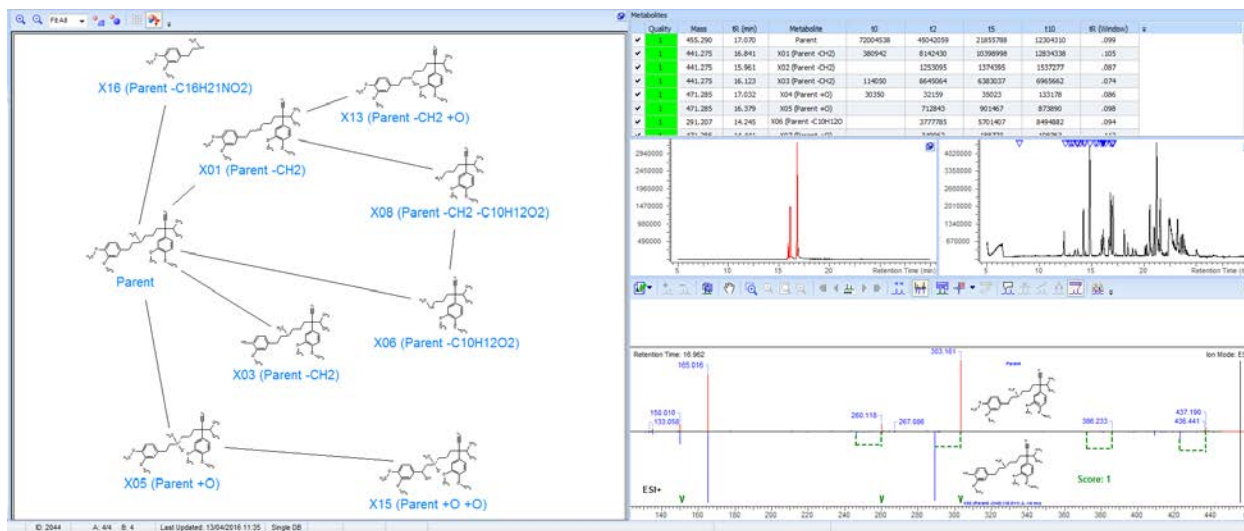 Fit All
X16 (Parent -C16H21NO2)
X13 (Parent -CH2 +O)
X01 (Parent -CH2)
X08 (Parent -CH2 -C10H12O2)
Parent
X06 (Parent -C10H12O2)
X03 (Parent -CH2)
X05 (Parent +O)
X15 (Parent +O +O)
ID: 2044 A: 4/4 B: 4 Last Updated: 13/04/2016 11:35 Single DB
Metabolites
Quality Mass tR (min) Metabolite t0 t2 t5 t10 tR (Window)
1 455.290 17.070 Parent 72004538 45042059 21855788 12304310 .099
1 441.275 16.841 X01 (Parent -CH2) 380942 8142430 10398998 12834338 .105
1 441.275 15.961 X02 (Parent -CH2) 1253095 1374395 1537277 .087
1 441.275 16.123 X03 (Parent -CH2) 114050 6645064 6383037 6965662 .074
1 471.285 17.032 X04 (Parent +O) 30350 32159 35023 133178 .086
1 471.285 16.379 X05 (Parent +O) 712843 901467 873890 .098
1 291.207 14.245 X06 (Parent -C10H12O 3777785 5701407 8494882 .094
2940000
2450000
1960000
1470000
980000
490000
5 10 15 20 25
Retention Time (min)
4020000
3350000
2680000
2010000
1340000
670000
5 10 15 20 25
Retention Time (min)
Retention Time: 16.962
Ion Mode: ES
303.161
165.016
Parent
150.010
133.058
260.118
267.086
386.233
437.190
436.441
Score: 1
ESI+
140 160 180 200 220 240 260 280 300 320 340 360 380 400 420 440